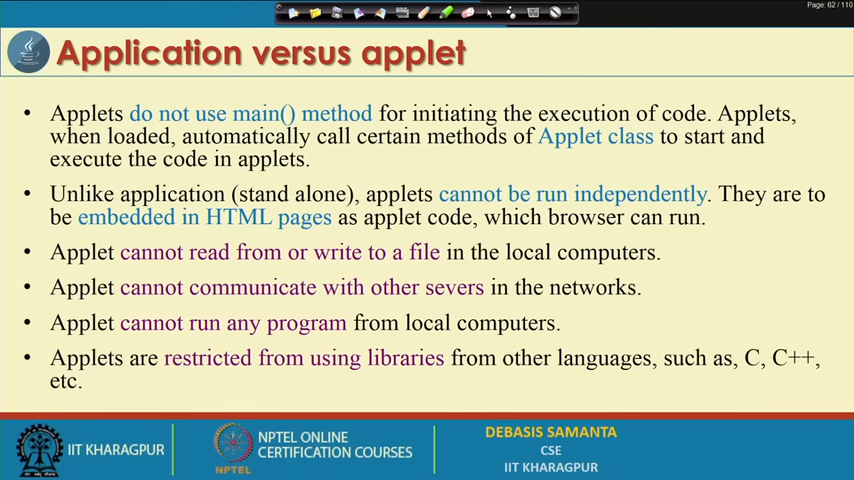 Page: 62 / 110
Application versus applet
• Applets do not use main() method for initiating the execution of code. Applets,
when loaded, automatically call certain methods of Applet class to start and
execute the code in applets.
• Unlike application (stand alone), applets cannot be run independently. They are to
be embedded in HTML pages as applet code, which browser can run.
• Applet cannot read from or write to a file in the local computers.
• Applet cannot communicate with other severs in the networks.
• Applet cannot run any program from local computers.
• Applets are restricted from using libraries from other languages, such as, C, C++,
etc.
IIT KHARAGPUR
NPTEL
NPTEL ONLINE
CERTIFICATION COURSES
DEBASIS SAMANTA
CSE
IIT KHARAGPUR